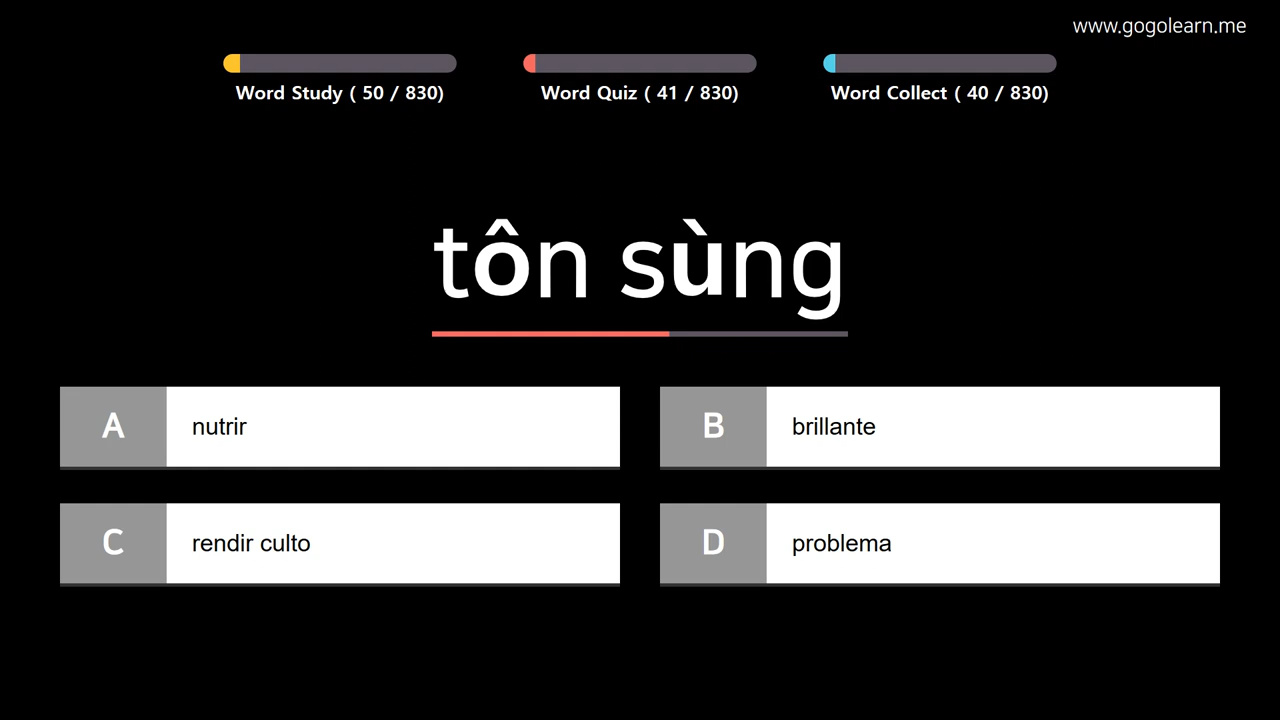 www.gogolearn.me
Word Study ( 50 / 830)
Word Quiz ( 41 / 830)
Word Collect ( 40 / 830)
tôn sùng
A nutrir
B brillante
C rendir culto
D problema